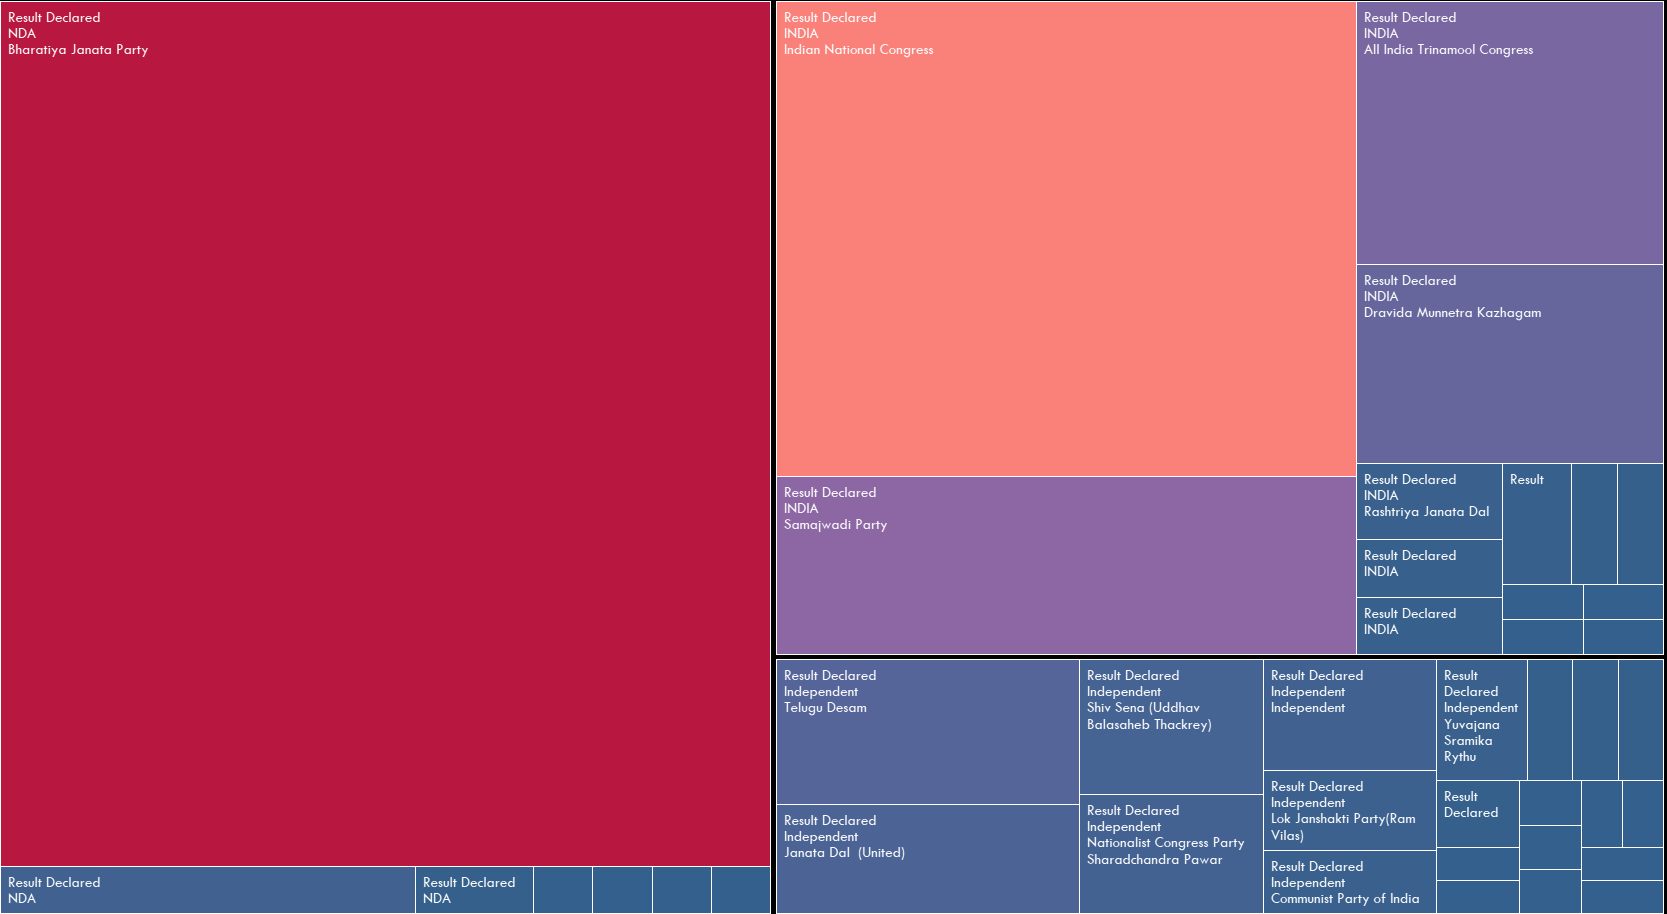 Result Declared
NDA
Bharatiya Janata Party
Result Declared
NDA
Result Declared
NDA
Result Declared
INDIA
Indian National Congress
Result Declared
INDIA
Samajwadi Party
Result Declared
INDIA
All India Trinamool Congress
Result Declared
INDIA
Dravida Munnetra Kazhagam
Result Declared
INDIA
Rashtriya Janata Dal
Result Declared
INDIA
Result Declared
INDIA
Result
Result Declared
Independent
Telugu Desam
Result Declared
Independent
Janata Dal  (United)
Result Declared
Independent
Shiv Sena (Uddhav
Balasaheb Thackrey)
Result Declared
Independent
Nationalist Congress Party
Sharadchandra Pawar
Result Declared
Independent
Independent
Result Declared
Independent
Lok Janshakti Party(Ram
Vilas)
Result Declared
Independent
Communist Party of India
Result
Declared
Independent
Yuvajana
Sramika
Rythu
Result
Declared